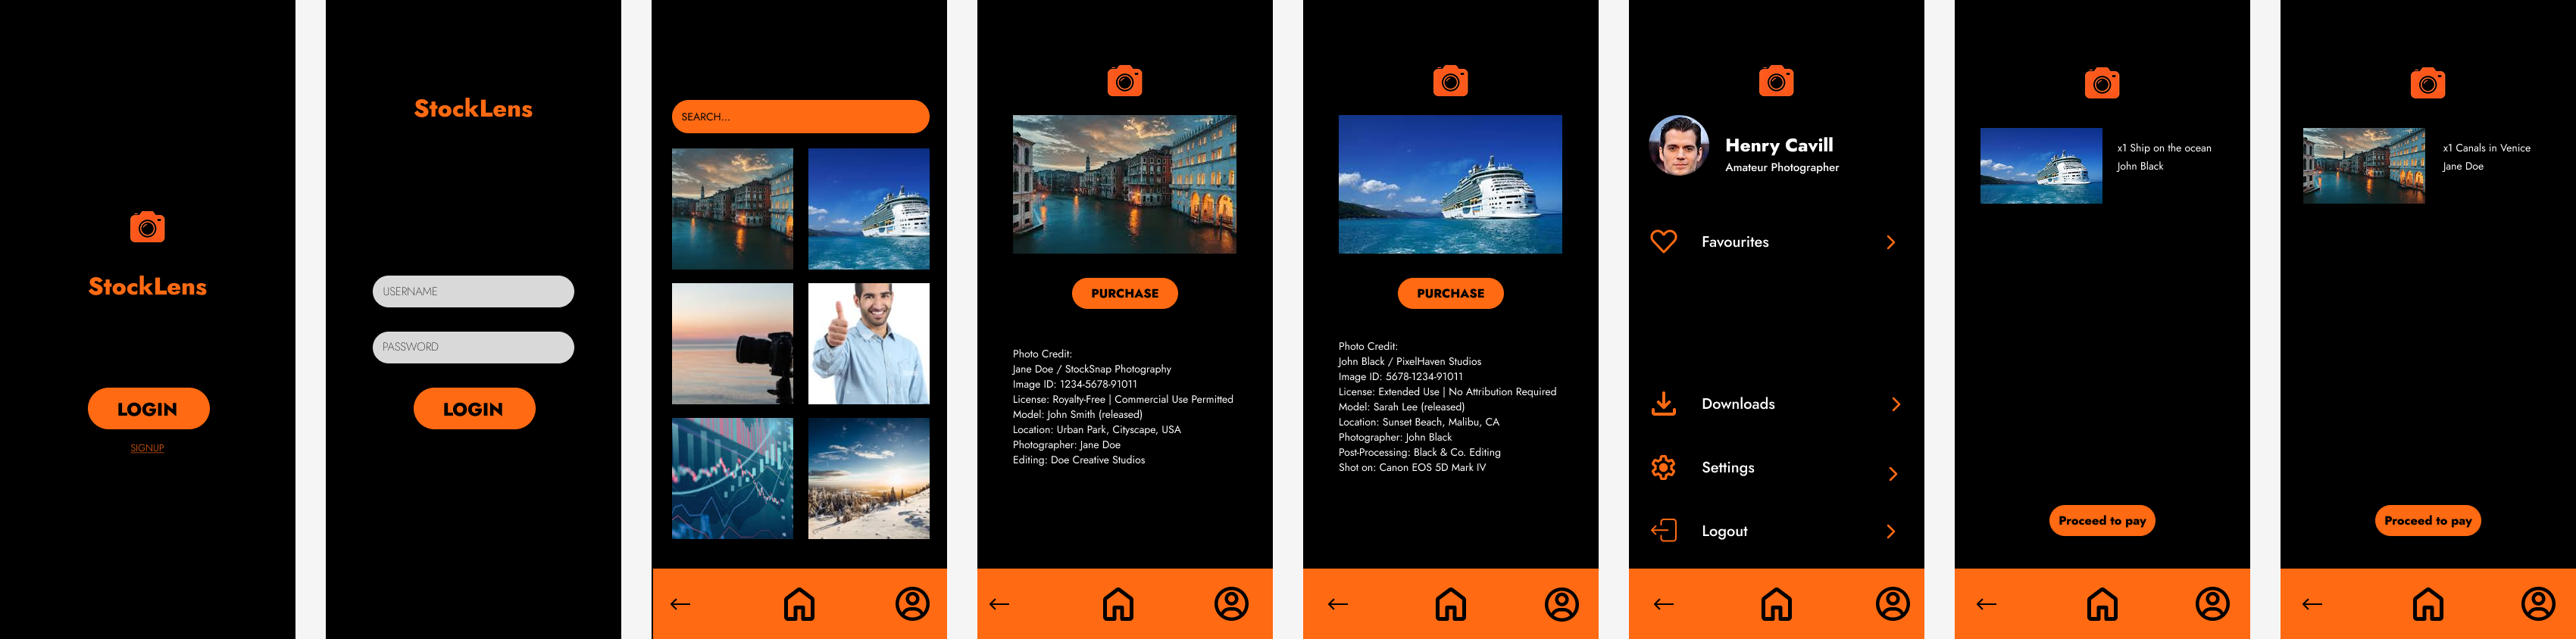 StockLens
LOGIN
SIGNUP
StockLens
USERNAME
PASSWORD
LOGIN
SEARCH...
PURCHASE
Photo Credit:
Jane Doe / StockSnap Photography
Image ID: 1234-5678-91011
License: Royalty-Free | Commercial Use Permitted
Model: John Smith (released)
Location: Urban Park, Cityscape, USA
Photographer: Jane Doe
Editing: Doe Creative Studios
PURCHASE
Photo Credit:
John Black / PixelHaven Studios
Image ID: 5678-1234-91011
License: Extended Use | No Attribution Required
Model: Sarah Lee (released)
Location: Sunset Beach, Malibu, CA
Photographer: John Black
Post-Processing: Black & Co. Editing
Shot on: Canon EOS 5D Mark IV
Henry Cavill
Amateur Photographer
Favourites
Downloads
Settings
Logout
x1 Ship on the ocean
John Black
Proceed to pay
x1 Canals in Venice
Jane Doe
Proceed to pay